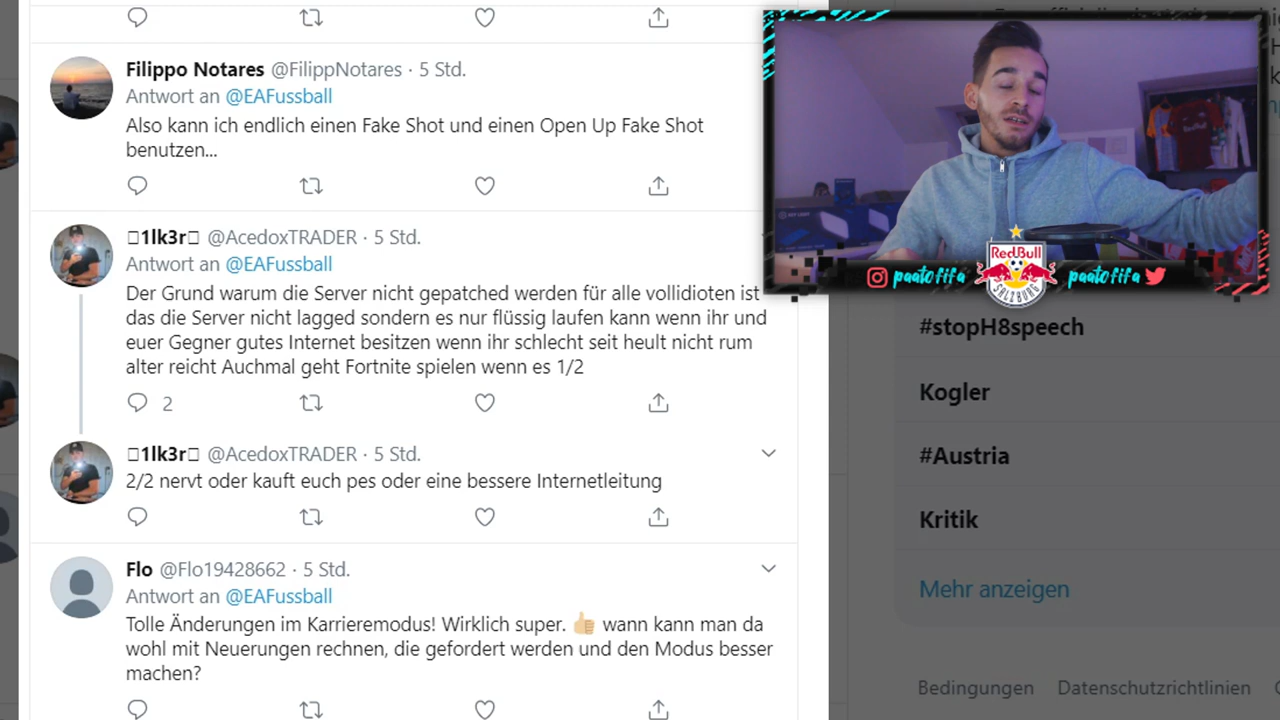 Filippo Notares @FilippNotares · 5 Std.
Antwort an @EAFussball
Also kann ich endlich einen Fake Shot und einen Open Up Fake Shot
benutzen...
1lk3r @AcedoxTRADER · 5 Std.
Antwort an @EAFussball
Der Grund warum die Server nicht gepatched werden für alle vollidioten ist
das die Server nicht lagged sondern es nur flüssig laufen kann wenn ihr und
euer Gegner gutes Internet besitzen wenn ihr schlecht seit heult nicht rum
alter reicht Auchmal geht Fortnite spielen wenn es 1/2
2
1lk3r @AcedoxTRADER · 5 Std.
2/2 nervt oder kauft euch pes oder eine bessere Internetleitung
Flo @Flo19428662 · 5 Std.
Antwort an @EAFussball
Tolle Änderungen im Karrieremodus! Wirklich super. 👍 wann kann man da
wohl mit Neuerungen rechnen, die gefordert werden und den Modus besser
machen?
paatofifa
RedBull
SALZBURG
paatofifa
#stopH8speech
Kogler
#Austria
Kritik
Mehr anzeigen
Bedingungen Datenschutzrichtlinien